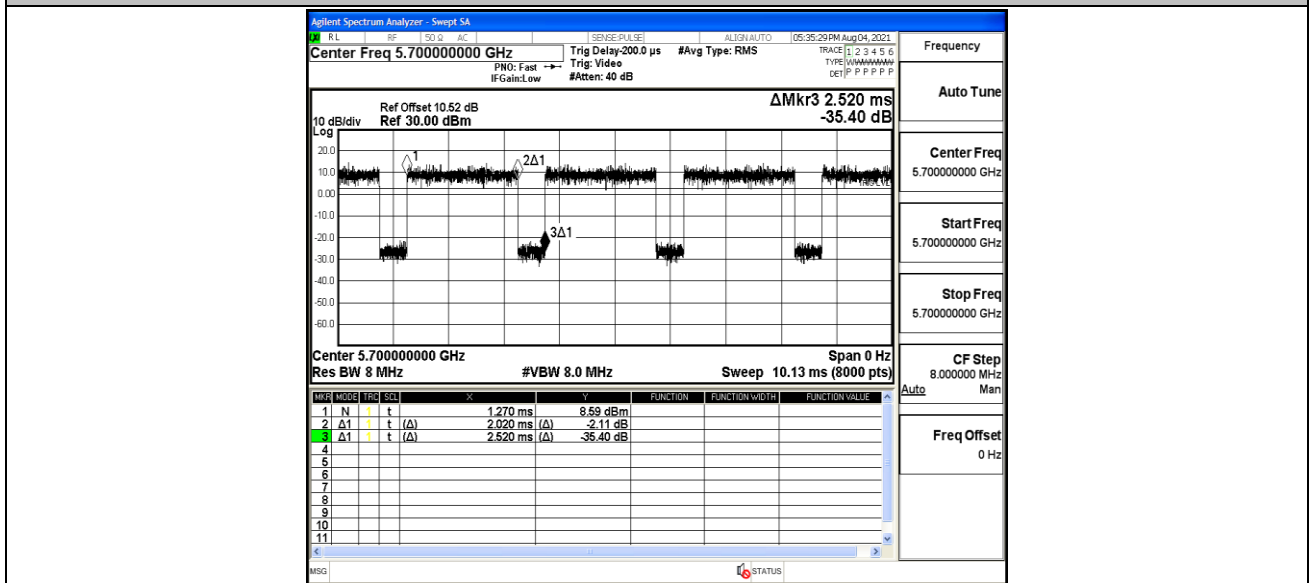 Agilent Spectrum Analyzer - Swept SA
RL RF 50 Ω AC SENSE:PULSE ALIGN AUTO 05:35:29 PM Aug 04, 2021
Center Freq 5.700000000 GHz
PNO: Fast
IFGain:Low
Trig Delay-200.0 µs
Trig: Video
#Atten: 40 dB
#Avg Type: RMS
TRACE 1 2 3 4 5 6
TYPE
DET P P P P P P
Ref Offset 10.52 dB
10 dB/div Ref 30.00 dBm
Log
ΔMkr3 2.520 ms
-35.40 dB
20.0
10.0
0.00
-10.0
-20.0
-30.0
-40.0
-50.0
-60.0
1
2Δ1
3Δ1
Center 5.700000000 GHz Span 0 Hz
Res BW 8 MHz #VBW 8.0 MHz Sweep 10.13 ms (8000 pts)
MKR MODE TRC SCL X Y FUNCTION FUNCTION WIDTH FUNCTION VALUE
1 N 1 t 1.270 ms 8.59 dBm
2 Δ1 1 t (Δ) 2.020 ms (Δ) -2.11 dB
3 Δ1 1 t (Δ) 2.520 ms (Δ) -35.40 dB
4
5
6
7
8
9
10
11
MSG STATUS
Frequency
Auto Tune
Center Freq
5.700000000 GHz
Start Freq
5.700000000 GHz
Stop Freq
5.700000000 GHz
CF Step
8.000000 MHz
Auto Man
Freq Offset
0 Hz